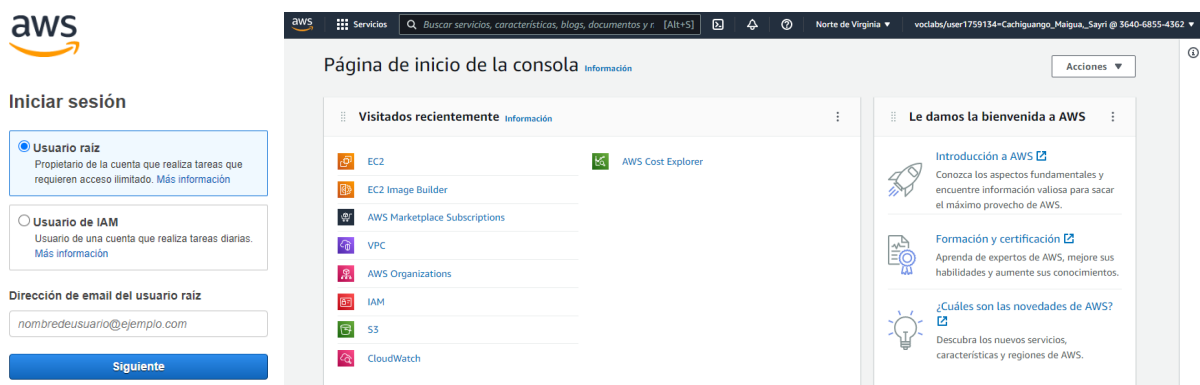 aws
Iniciar sesión
Usuario raíz
Propietario de la cuenta que realiza tareas que
requieren acceso ilimitado. Más información
Usuario de IAM
Usuario de una cuenta que realiza tareas diarias.
Más información
Dirección de email del usuario raíz
nombredeusuario@ejemplo.com
Siguiente
aws Servicios Buscar servicios, características, blogs, documentos y r [Alt+S] Norte de Virginia voclabs/user1759134=Cachiguango_Maigua,_Sayri @ 3640-6855-4362
Página de inicio de la consola Información
Acciones
Visitados recientemente Información
EC2
EC2 Image Builder
AWS Marketplace Subscriptions
VPC
AWS Organizations
IAM
S3
CloudWatch
AWS Cost Explorer
Le damos la bienvenida a AWS
Introducción a AWS
Conozca los aspectos fundamentales y
encuentre información valiosa para sacar
el máximo provecho de AWS.
Formación y certificación
Aprenda de expertos de AWS, mejore sus
habilidades y aumente sus conocimientos.
¿Cuáles son las novedades de AWS?
Descubra los nuevos servicios,
características y regiones de AWS.